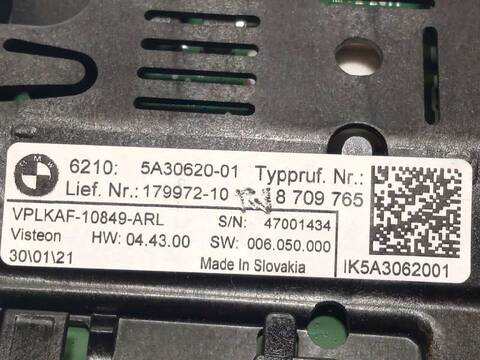 BMW
6210: 5A30620-01 Typpruf. Nr.:
Lief. Nr.:179972-10 8 709 765
VPLKAF-10849-ARL S/N: 47001434
Visteon HW: 04.43.00 SW: 006.050.000
30\01\21 Made In Slovakia IK5A3062001